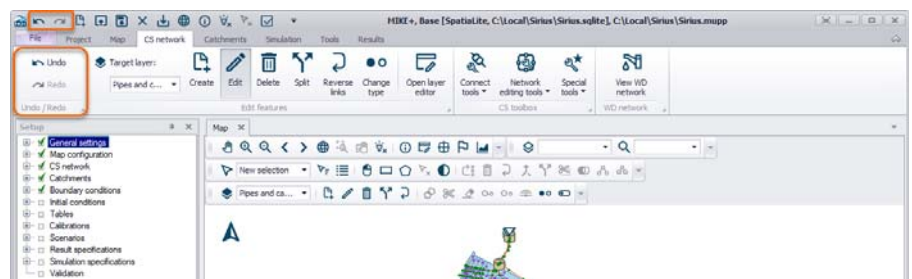 MIKE+, Base [SpatiaLite, C:\Local\Sirius\Sirius.sqlite], C:\Local\Sirius\Sirius.mupp
File Project Map CS network Catchments Simulation Tools Results
Undo
Redo
Undo / Redo
Target layer:
Pipes and c...
Create
Edit
Delete
Split
Reverse links
Change type
Open layer editor
Edit features
Connect tools
Network editing tools
Special tools
CS toolbox
View WD network
WD network
Setup
Map
General settings
Map configuration
CS network
Catchments
Boundary conditions
Initial conditions
Tables
Calibrations
Scenarios
Result specifications
Simulation specifications
Validation
New selection
Pipes and ca...